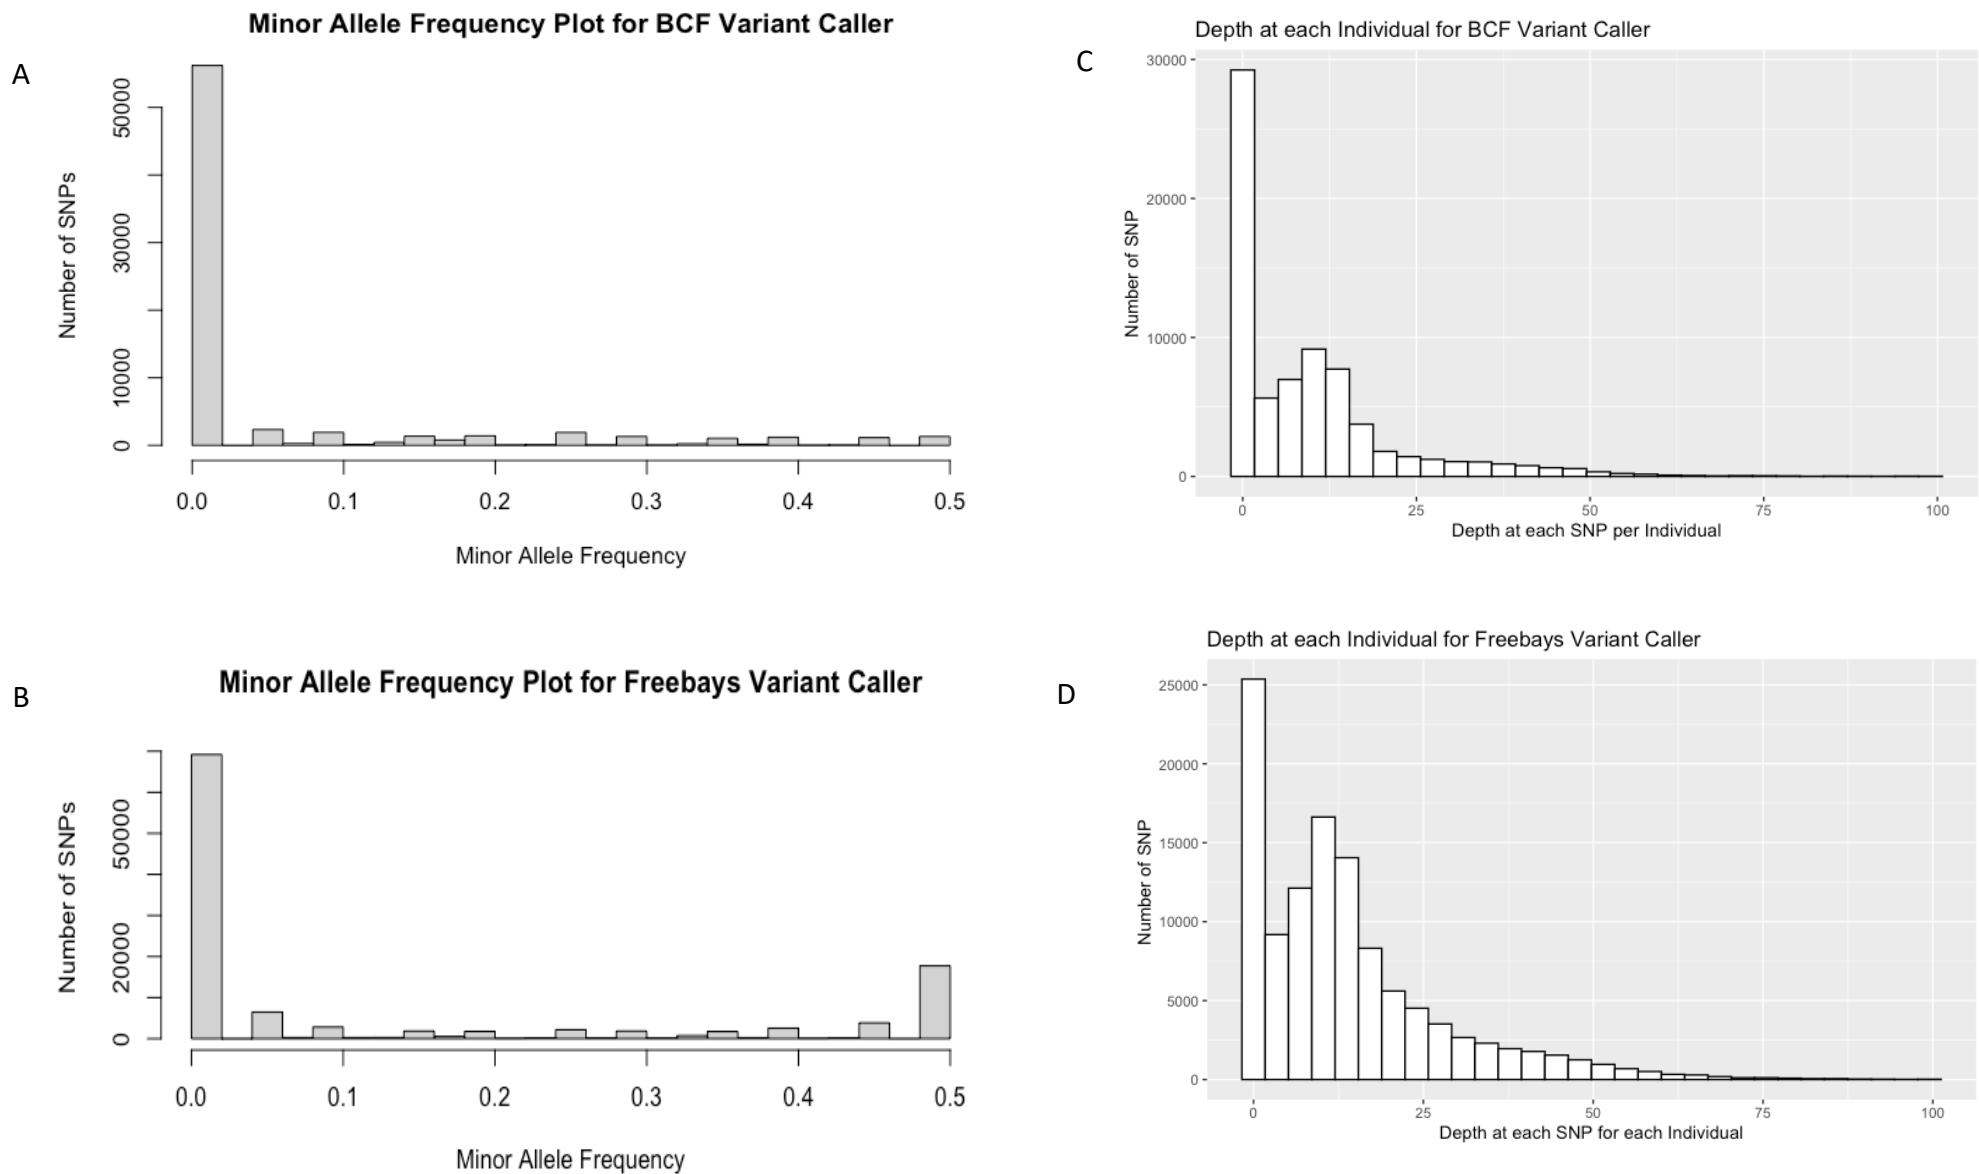 A
Minor Allele Frequency Plot for BCF Variant Caller
Number of SNPs
50000
30000
10000
0
0.0 0.1 0.2 0.3 0.4 0.5
Minor Allele Frequency
C
Depth at each Individual for BCF Variant Caller
Number of SNP
30000
20000
10000
0
0 25 50 75 100
Depth at each SNP per Individual
B
Minor Allele Frequency Plot for Freebays Variant Caller
Number of SNPs
50000
20000
0
0.0 0.1 0.2 0.3 0.4 0.5
Minor Allele Frequency
D
Depth at each Individual for Freebays Variant Caller
Number of SNP
25000
20000
15000
10000
5000
0
0 25 50 75 100
Depth at each SNP for each Individual